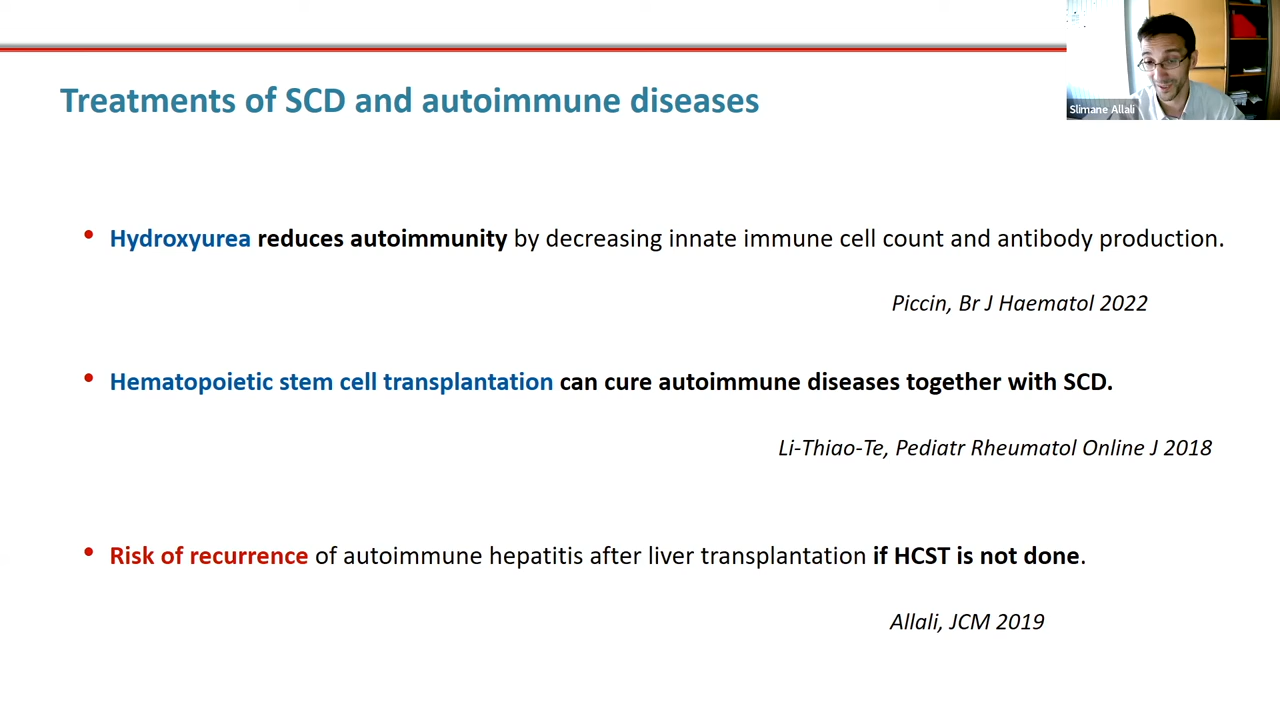 Slimane Allali
Treatments of SCD and autoimmune diseases
• Hydroxyurea reduces autoimmunity by decreasing innate immune cell count and antibody production.
Piccin, Br J Haematol 2022
• Hematopoietic stem cell transplantation can cure autoimmune diseases together with SCD.
Li-Thiao-Te, Pediatr Rheumatol Online J 2018
• Risk of recurrence of autoimmune hepatitis after liver transplantation if HCST is not done.
Allali, JCM 2019